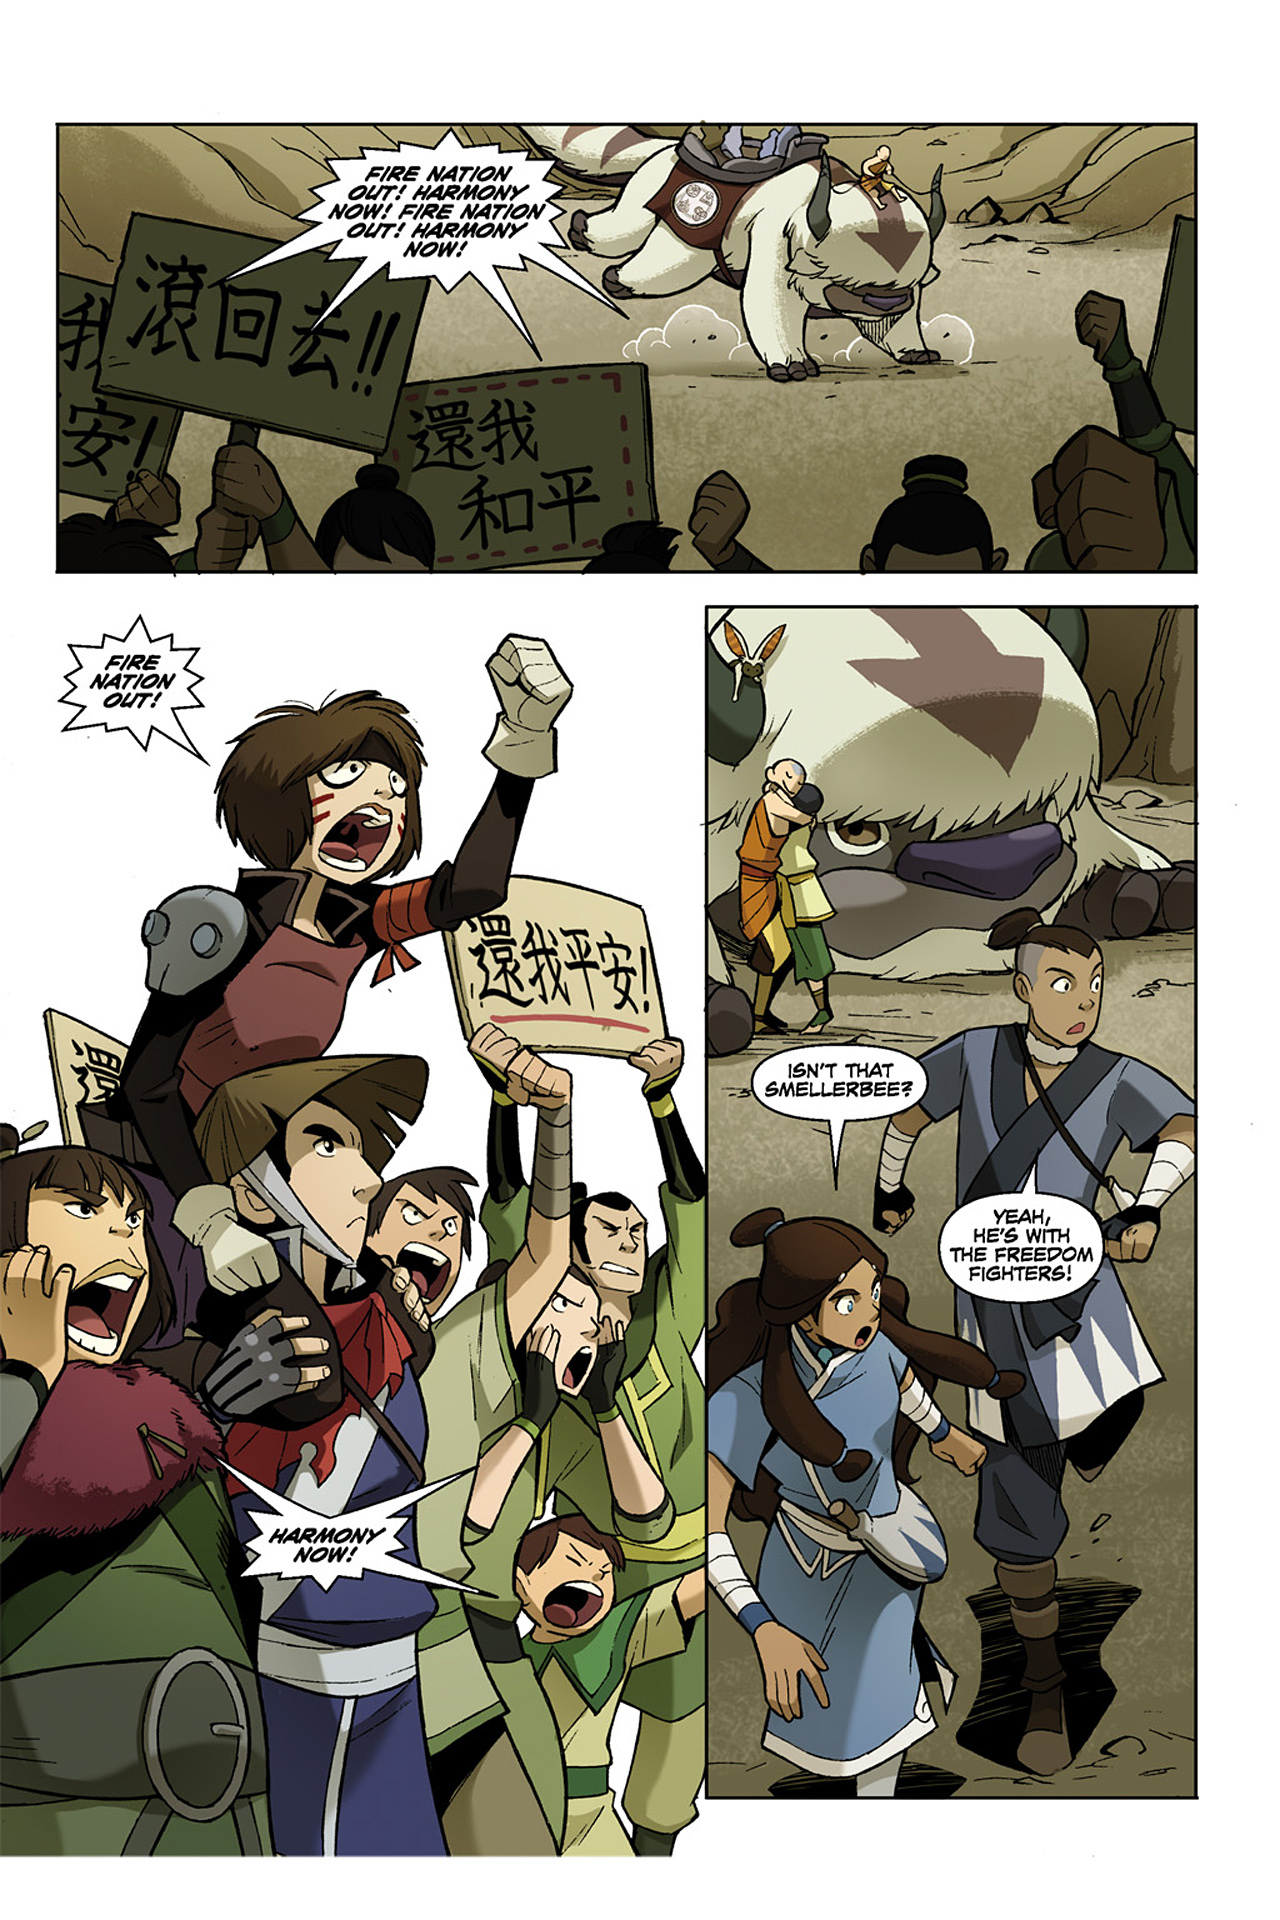 FIRE NATION
OUT! HARMONY
NOW! FIRE NATION
OUT! HARMONY
NOW!
我
安!
滾回去!!
還我
和平
FIRE
NATION
OUT!
還我平安!
還
HARMONY
NOW!
ISN'T THAT
SMELLERBEE?
YEAH,
HE'S WITH
THE FREEDOM
FIGHTERS!